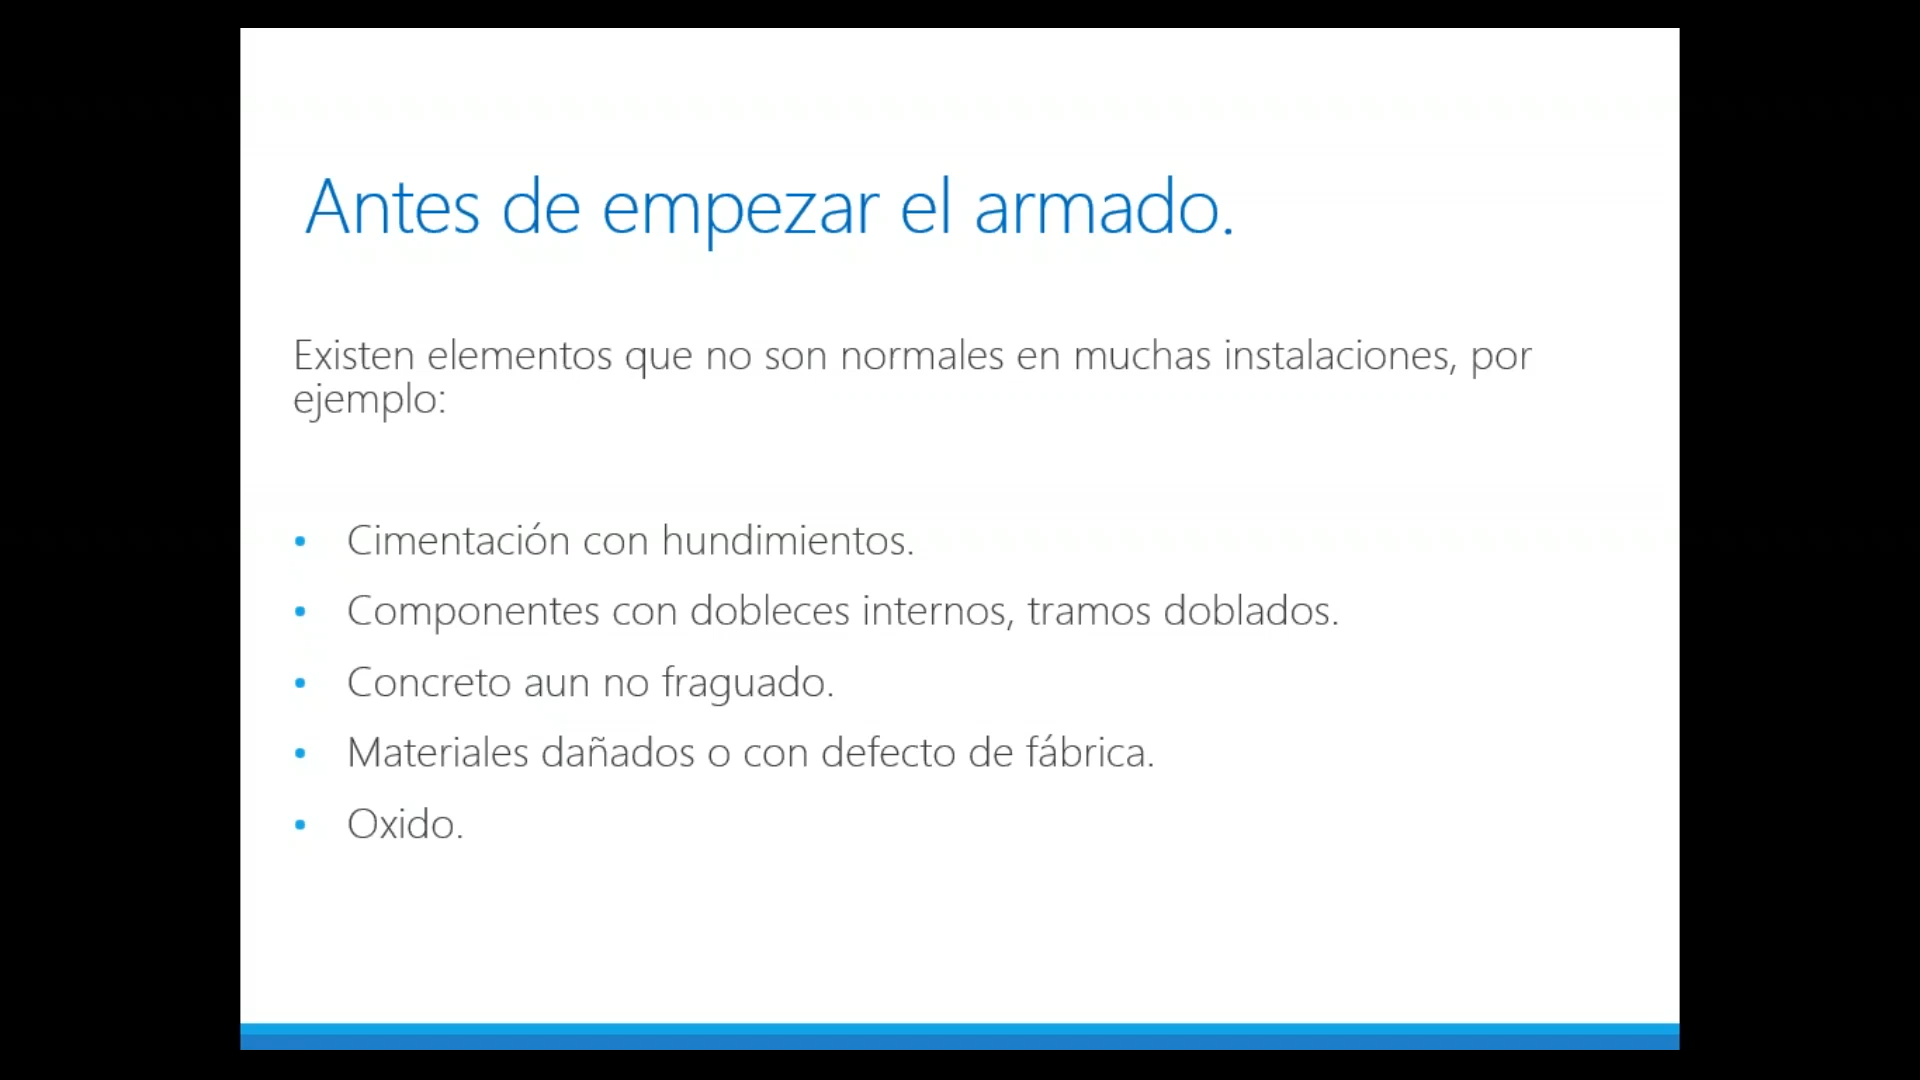 Antes de empezar el armado.
Existen elementos que no son normales en muchas instalaciones, por
ejemplo:
• Cimentación con hundimientos.
• Componentes con dobleces internos, tramos doblados.
• Concreto aun no fraguado.
• Materiales dañados o con defecto de fábrica.
• Oxido.